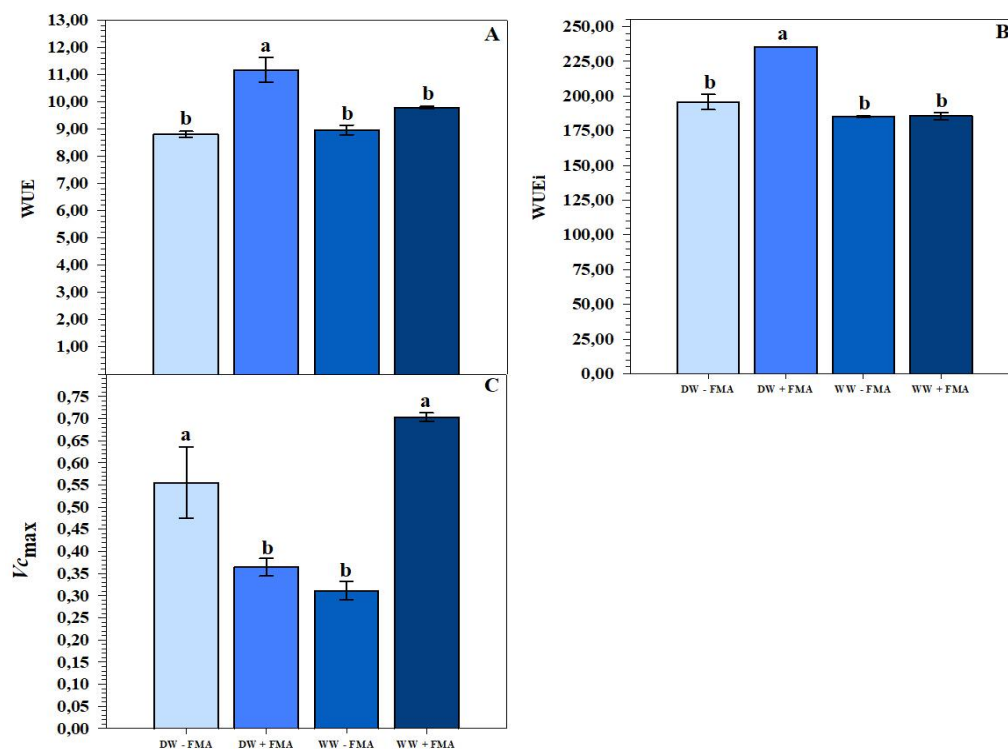 A
13,00
12,00
11,00
10,00
9,00
8,00
7,00
6,00
5,00
4,00
3,00
2,00
1,00
WUE
b
a
b
b
B
250,00
225,00
200,00
175,00
150,00
125,00
100,00
75,00
50,00
25,00
0,00
WUEi
b
a
b
b
DW - FMA DW + FMA WW - FMA WW + FMA
C
0,75
0,70
0,65
0,60
0,55
0,50
0,45
0,40
0,35
0,30
0,25
0,20
0,15
0,10
0,05
0,00
Vcmax
a
b
b
a
DW - FMA DW + FMA WW - FMA WW + FMA